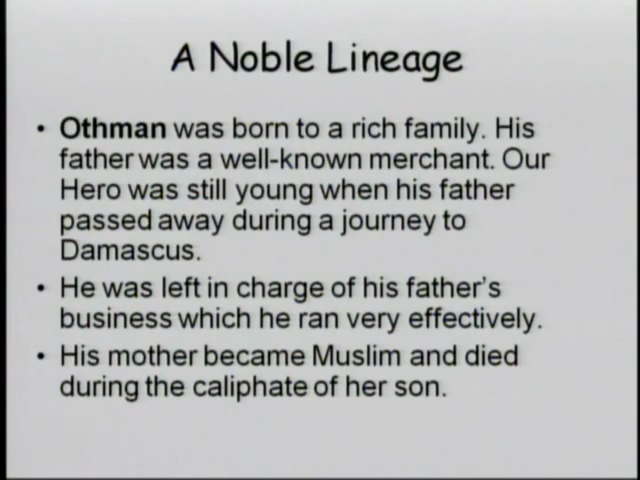 A Noble Lineage
• Othman was born to a rich family. His
father was a well-known merchant. Our
Hero was still young when his father
passed away during a journey to
Damascus.
• He was left in charge of his father's
business which he ran very effectively.
• His mother became Muslim and died
during the caliphate of her son.